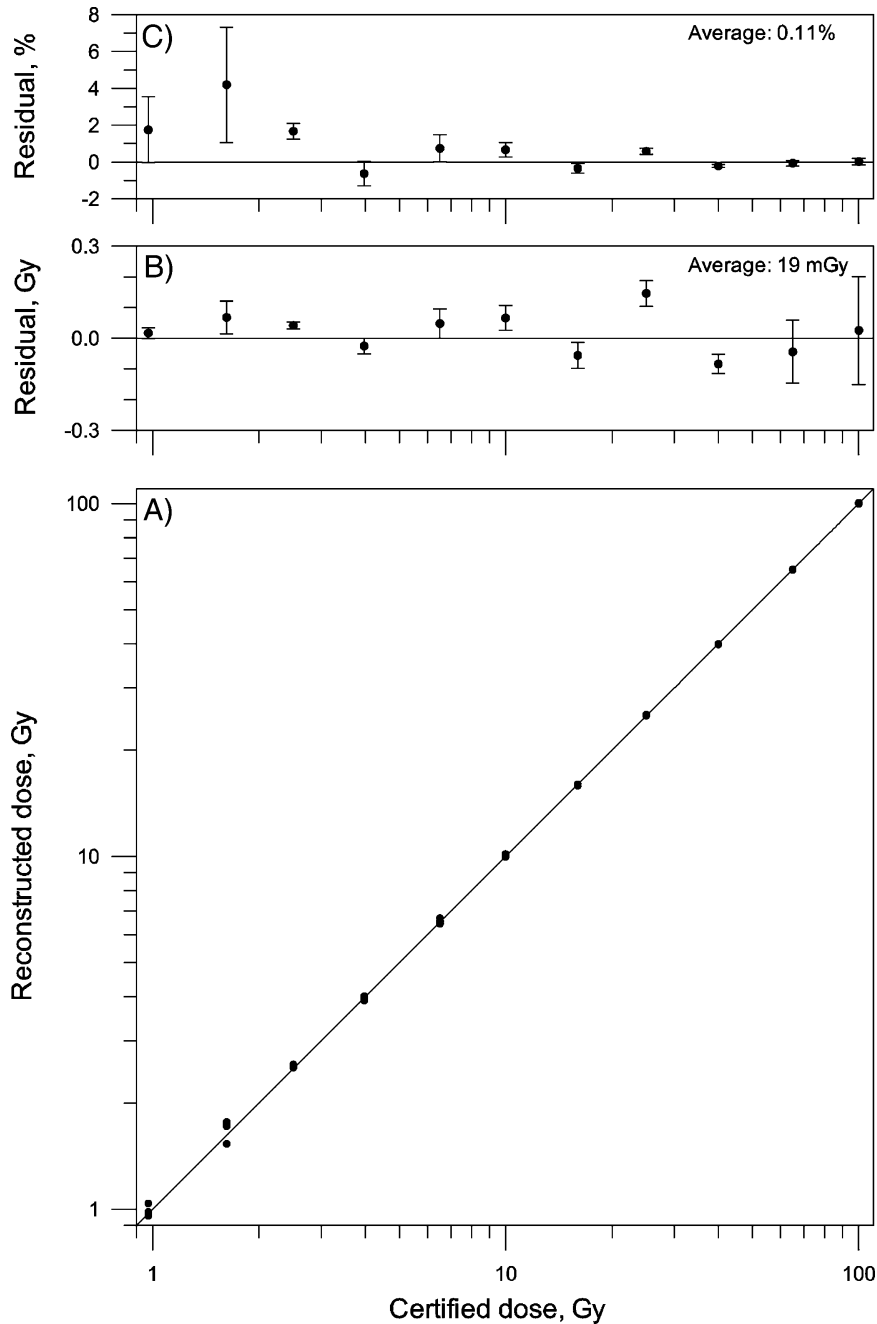 C)
Average: 0.11%
8
6
4
2
0
-2
Residual, %
B)
Average: 19 mGy
0.3
0.0
-0.3
Residual, Gy
A)
100
10
1
Reconstructed dose, Gy
1
10
100
Certified dose, Gy